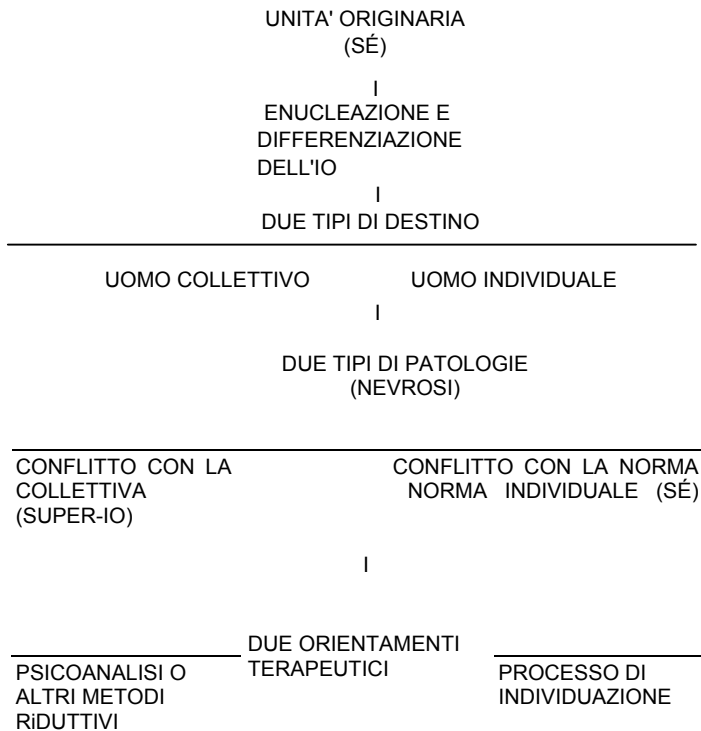 UNITA' ORIGINARIA
(SÉ)
I
ENUCLEAZIONE E
DIFFERENZIAZIONE
DELL'IO
I
DUE TIPI DI DESTINO
UOMO COLLETTIVO UOMO INDIVIDUALE
I
DUE TIPI DI PATOLOGIE
(NEVROSI)
CONFLITTO CON LA
COLLETTIVA
(SUPER-IO)
CONFLITTO CON LA NORMA
NORMA INDIVIDUALE (SÉ)
I
DUE ORIENTAMENTI
TERAPEUTICI
PSICOANALISI O
ALTRI METODI
RiDUTTIVI
PROCESSO DI
INDIVIDUAZIONE